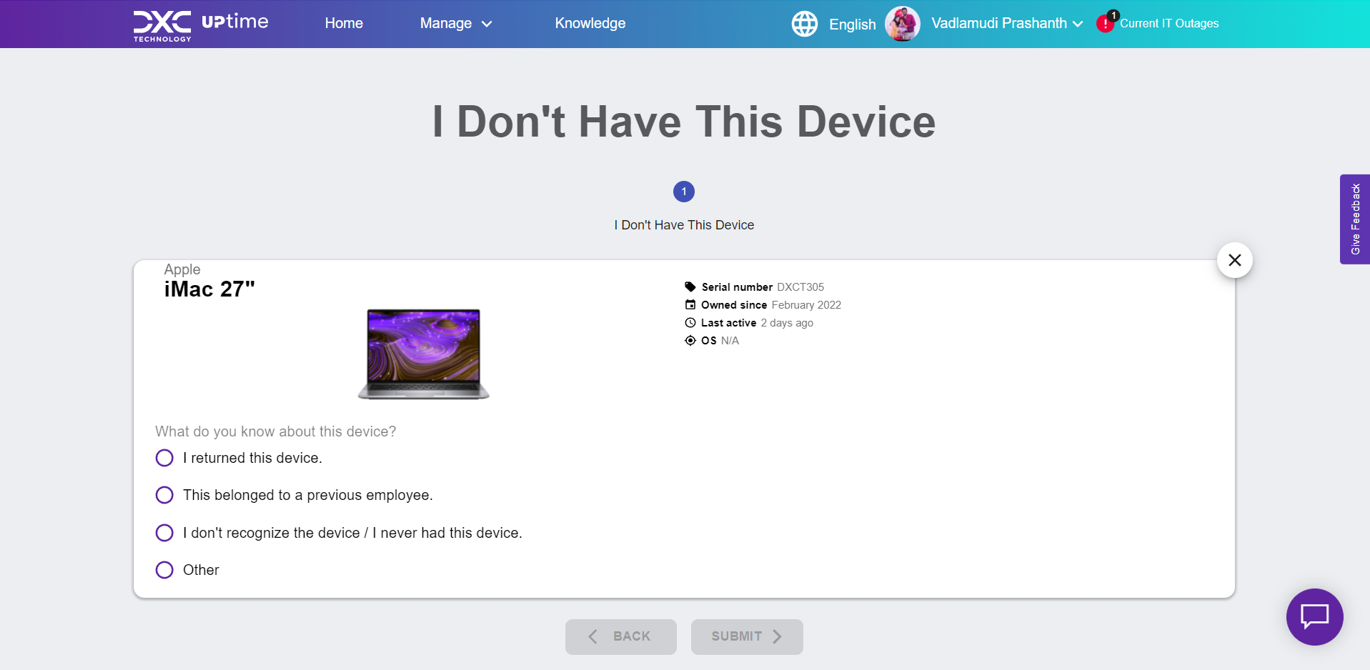 DXC TECHNOLOGY UPtime Home Manage Knowledge English Vadlamudi Prashanth ! 1 Current IT Outages
I Don't Have This Device
1
I Don't Have This Device
Give Feedback
Apple
iMac 27"
Serial number DXCT305
Owned since February 2022
Last active 2 days ago
OS N/A
What do you know about this device?
I returned this device.
This belonged to a previous employee.
I don't recognize the device / I never had this device.
Other
BACK SUBMIT